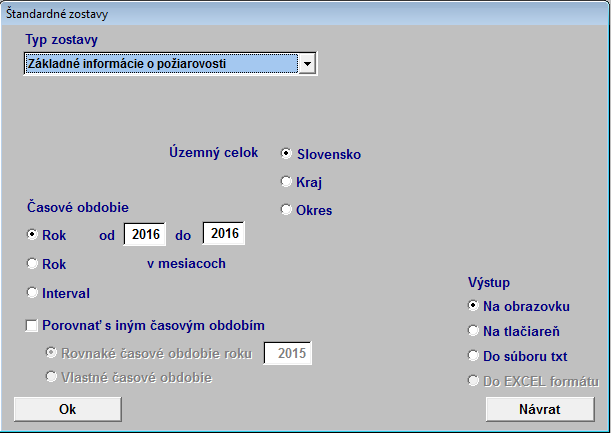 Štandardné zostavy
Typ zostavy
Základné informácie o požiarovosti
Územný celok
Slovensko
Kraj
Okres
Časové obdobie
Rok od 2016 do 2016
Rok v mesiacoch
Interval
Porovnať s iným časovým obdobím
Rovnaké časové obdobie roku 2015
Vlastné časové obdobie
Výstup
Na obrazovku
Na tlačiareň
Do súboru txt
Do EXCEL formátu
Ok
Návrat